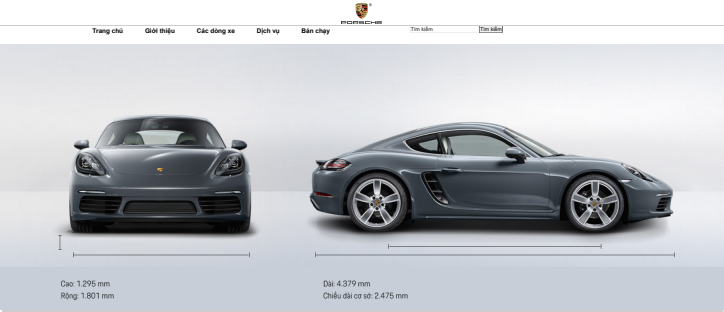 PORSCHE
Trang chủ Giới thiệu Các dòng xe Dịch vụ Bán chạy Tìm kiếm Tìm kiếm
Cao: 1.295 mm
Rộng: 1.801 mm
Dài: 4.379 mm
Chiều dài cơ sở: 2.475 mm